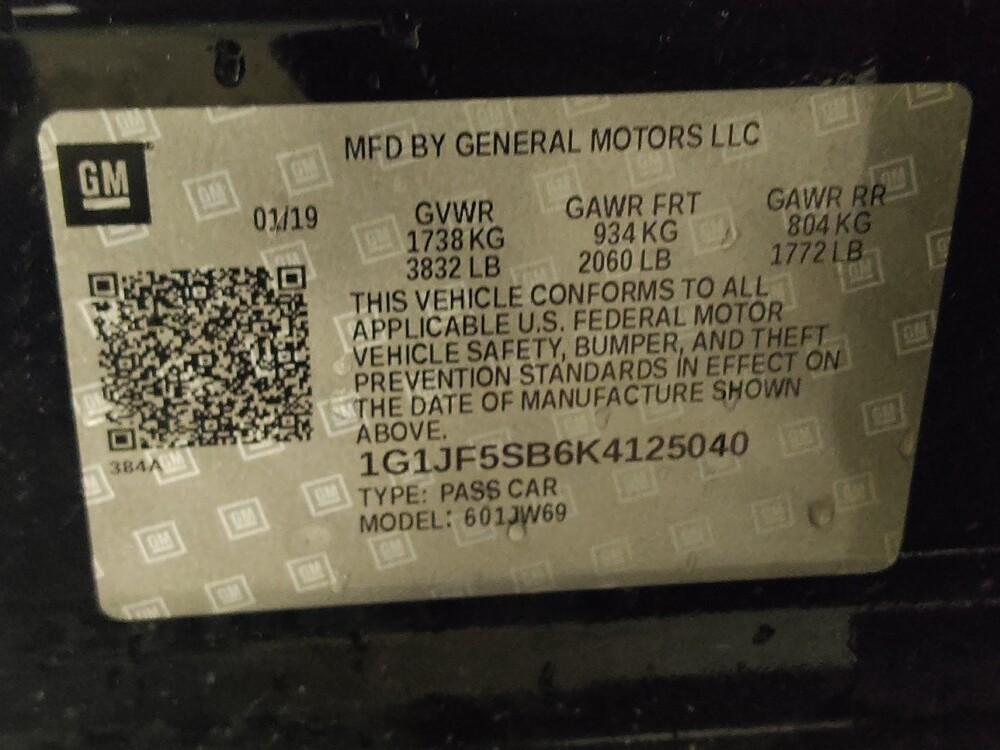 MFD BY GENERAL MOTORS LLC
GM
01/19
GVWR GAWR FRT GAWR RR
1738 KG 934 KG 804 KG
3832 LB 2060 LB 1772 LB
THIS VEHICLE CONFORMS TO ALL
APPLICABLE U.S. FEDERAL MOTOR
VEHICLE SAFETY, BUMPER, AND THEFT
PREVENTION STANDARDS IN EFFECT ON
THE DATE OF MANUFACTURE SHOWN
ABOVE.
384A
1G1JF5SB6K4125040
TYPE: PASS CAR
MODEL: 601JW69